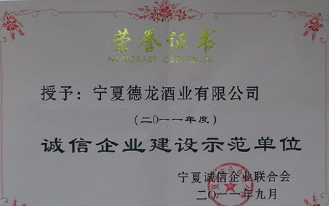 荣誉证书
HONORARY CREDENTIAL
授予：宁夏德龙酒业有限公司
（二〇一一年度）
诚信企业建设示范单位
宁夏诚信企业联合会
二〇一一年九月